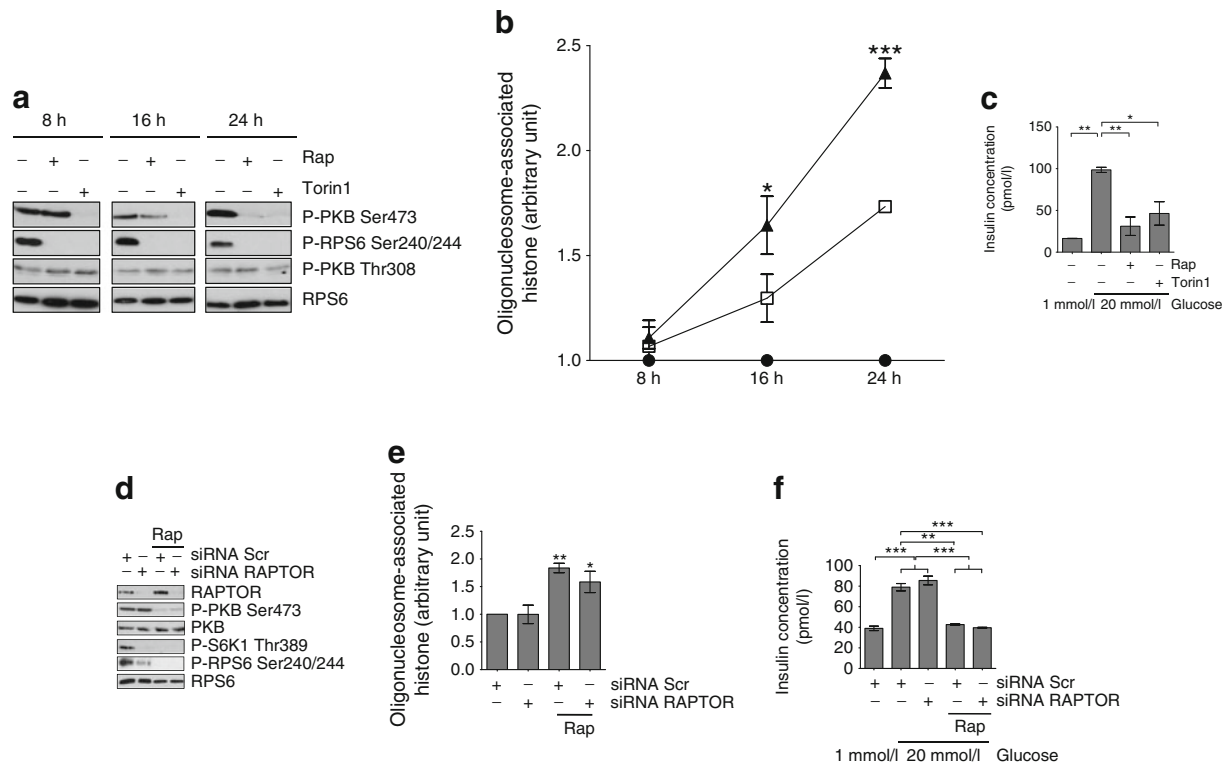 a
8 h 16 h 24 h
– + – – + – – + – Rap
– – + – – + – – + Torin1
P-PKB Ser473
P-RPS6 Ser240/244
P-PKB Thr308
RPS6
b
Oligonucleosome-associated
histone (arbitrary unit)
2.5
2.0
1.5
1.0
*
***
8 h 16 h 24 h
c
Insulin concentration
(pmol/l)
150
100
50
0
** ** *
– – + – Rap
– – – + Torin1
1 mmol/l 20 mmol/l Glucose
d
Rap
+ – + – siRNA Scr
– + – + siRNA RAPTOR
RAPTOR
P-PKB Ser473
PKB
P-S6K1 Thr389
P-RPS6 Ser240/244
RPS6
e
Oligonucleosome-associated
histone (arbitrary unit)
2.5
2.0
1.5
1.0
0.5
0.0
** *
+ – + – siRNA Scr
– + – + siRNA RAPTOR
Rap
f
Insulin concentration
(pmol/l)
100
80
60
40
20
0
***
**
*** ***
+ + – + – siRNA Scr
– – + – + siRNA RAPTOR
Rap
1 mmol/l 20 mmol/l Glucose